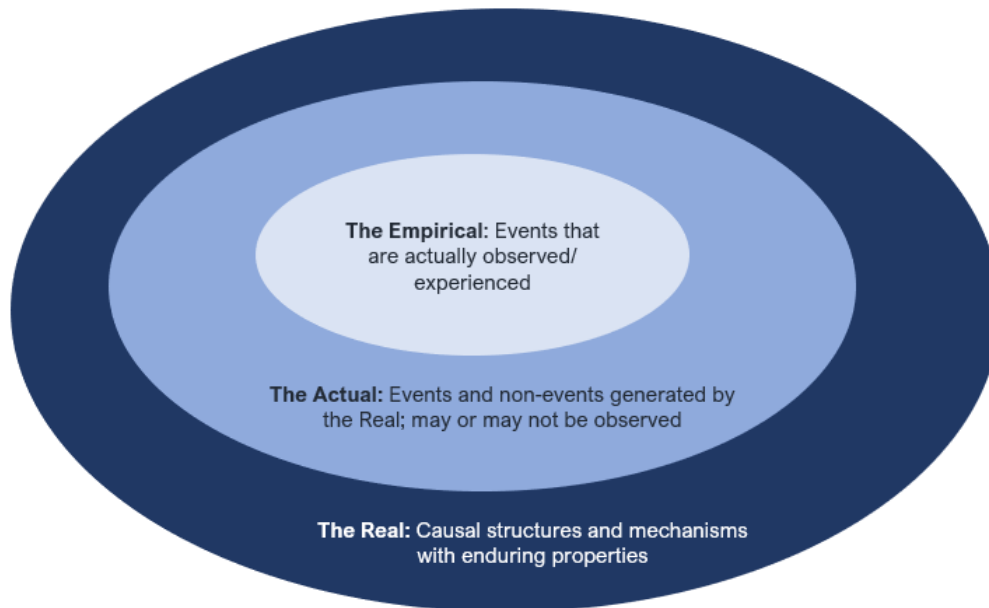 The Empirical: Events that
are actually observed/
experienced
The Actual: Events and non-events generated by
the Real; may or may not be observed
The Real: Causal structures and mechanisms
with enduring properties